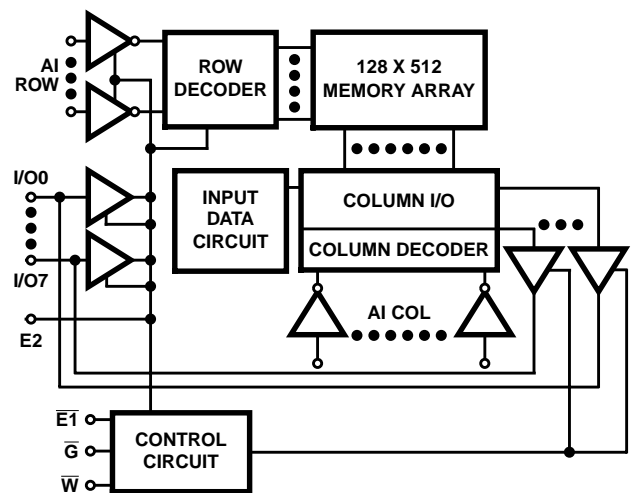 AI
ROW
ROW
DECODER
128 X 512
MEMORY ARRAY
I/O0
I/O7
INPUT
DATA
CIRCUIT
COLUMN I/O
COLUMN DECODER
E2
AI COL
E1
G
W
CONTROL
CIRCUIT